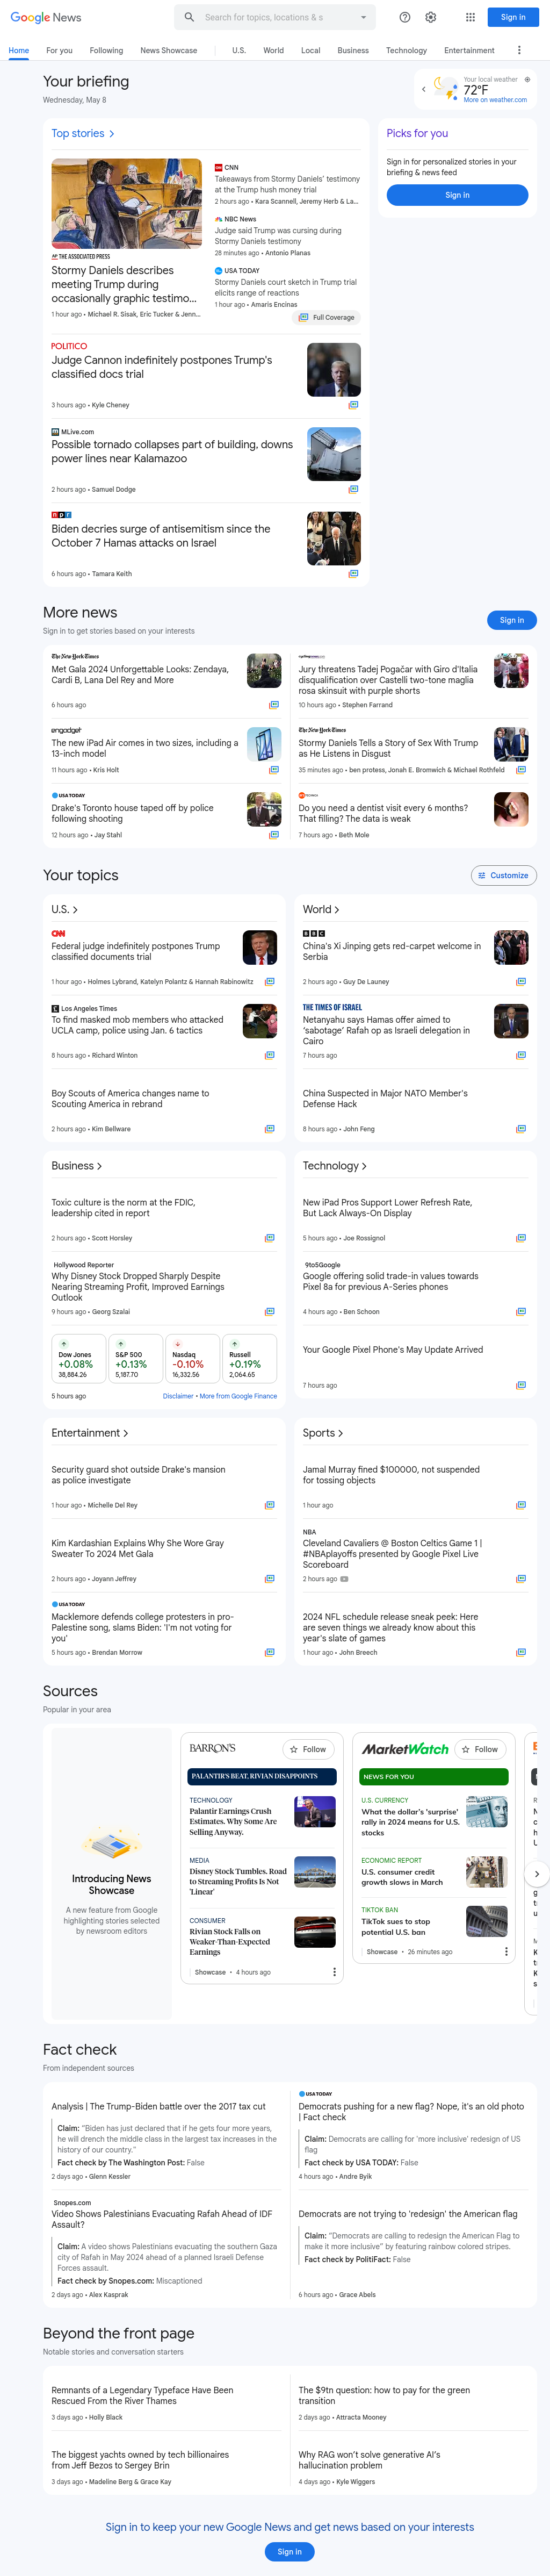 Google News
Search for topics, locations & s
Sign in
Home
For you
Following
News Showcase
U.S.
World
Local
Business
Technology
Entertainment
Your briefing
Wednesday, May 8
Your local weather
72°F
More on weather.com
Top stories
THE ASSOCIATED PRESS
Stormy Daniels describes
meeting Trump during
occasionally graphic testimo...
1 hour ago • Michael R. Sisak, Eric Tucker & Jenn...
CNN
Takeaways from Stormy Daniels' testimony
at the Trump hush money trial
2 hours ago • Kara Scannell, Jeremy Herb & La...
NBC News
Judge said Trump was cursing during
Stormy Daniels testimony
28 minutes ago • Antonio Planas
USA TODAY
Stormy Daniels court sketch in Trump trial
elicits range of reactions
1 hour ago • Amaris Encinas
Full Coverage
Picks for you
Sign in for personalized stories in your
briefing & news feed
Sign in
POLITICO
Judge Cannon indefinitely postpones Trump's
classified docs trial
3 hours ago • Kyle Cheney
MLive.com
Possible tornado collapses part of building, downs
power lines near Kalamazoo
2 hours ago • Samuel Dodge
npr
Biden decries surge of antisemitism since the
October 7 Hamas attacks on Israel
6 hours ago • Tamara Keith
More news
Sign in to get stories based on your interests
Sign in
The New York Times
Met Gala 2024 Unforgettable Looks: Zendaya,
Cardi B, Lana Del Rey and More
6 hours ago
Jury threatens Tadej Pogačar with Giro d'Italia
disqualification over Castelli two-tone maglia
rosa skinsuit with purple shorts
10 hours ago • Stephen Farrand
engadget
The new iPad Air comes in two sizes, including a
13-inch model
11 hours ago • Kris Holt
The New York Times
Stormy Daniels Tells a Story of Sex With Trump
as He Listens in Disgust
35 minutes ago • ben protess, Jonah E. Bromwich & Michael Rothfeld
USA TODAY
Drake's Toronto house taped off by police
following shooting
12 hours ago • Jay Stahl
Do you need a dentist visit every 6 months?
That filling? The data is weak
7 hours ago • Beth Mole
Your topics
Customize
U.S.
CNN
Federal judge indefinitely postpones Trump
classified documents trial
1 hour ago • Holmes Lybrand, Katelyn Polantz & Hannah Rabinowitz
Los Angeles Times
To find masked mob members who attacked
UCLA camp, police using Jan. 6 tactics
8 hours ago • Richard Winton
Boy Scouts of America changes name to
Scouting America in rebrand
2 hours ago • Kim Bellware
World
BBC
China's Xi Jinping gets red-carpet welcome in
Serbia
2 hours ago • Guy De Launey
THE TIMES OF ISRAEL
Netanyahu says Hamas offer aimed to
'sabotage' Rafah op as Israeli delegation in
Cairo
7 hours ago
China Suspected in Major NATO Member's
Defense Hack
8 hours ago • John Feng
Business
Toxic culture is the norm at the FDIC,
leadership cited in report
2 hours ago • Scott Horsley
Hollywood Reporter
Why Disney Stock Dropped Sharply Despite
Nearing Streaming Profit, Improved Earnings
Outlook
9 hours ago • Georg Szalai
Dow Jones
+0.08%
38,884.26
S&P 500
+0.13%
5,187.70
Nasdaq
-0.10%
16,332.56
Russell
+0.19%
2,064.65
5 hours ago
Disclaimer • More from Google Finance
Technology
New iPad Pros Support Lower Refresh Rate,
But Lack Always-On Display
5 hours ago • Joe Rossignol
9to5Google
Google offering solid trade-in values towards
Pixel 8a for previous A-Series phones
4 hours ago • Ben Schoon
Your Google Pixel Phone's May Update Arrived
7 hours ago
Entertainment
Security guard shot outside Drake's mansion
as police investigate
1 hour ago • Michelle Del Rey
Kim Kardashian Explains Why She Wore Gray
Sweater To 2024 Met Gala
2 hours ago • Joyann Jeffrey
USA TODAY
Macklemore defends college protesters in pro-
Palestine song, slams Biden: 'I'm not voting for
you'
5 hours ago • Brendan Morrow
Sports
Jamal Murray fined $100000, not suspended
for tossing objects
1 hour ago
NBA
Cleveland Cavaliers @ Boston Celtics Game 1 |
#NBAplayoffs presented by Google Pixel Live
Scoreboard
2 hours ago
2024 NFL schedule release sneak peek: Here
are seven things we already know about this
year's slate of games
1 hour ago • John Breech
Sources
Popular in your area
Introducing News
Showcase
A new feature from Google
highlighting stories selected
by newsroom editors
BARRON'S
Follow
PALANTIR'S BEAT, RIVIAN DISAPPOINTS
TECHNOLOGY
Palantir Earnings Crush
Estimates. Why Some Are
Selling Anyway.
MEDIA
Disney Stock Tumbles. Road
to Streaming Profits Is Not
'Linear'
CONSUMER
Rivian Stock Falls on
Weaker-Than-Expected
Earnings
Showcase • 4 hours ago
MarketWatch
Follow
NEWS FOR YOU
U.S. CURRENCY
What the dollar's 'surprise'
rally in 2024 means for U.S.
stocks
ECONOMIC REPORT
U.S. consumer credit
growth slows in March
TIKTOK BAN
TikTok sues to stop
potential U.S. ban
Showcase • 26 minutes ago
Fact check
From independent sources
Analysis | The Trump-Biden battle over the 2017 tax cut
Claim: "Biden has just declared that if he gets four more years,
he will drench the middle class in the largest tax increases in the
history of our country."
Fact check by The Washington Post: False
2 days ago • Glenn Kessler
USA TODAY
Democrats pushing for a new flag? Nope, it's an old photo
| Fact check
Claim: Democrats are calling for 'more inclusive' redesign of US
flag
Fact check by USA TODAY: False
4 hours ago • Andre Byik
Snopes.com
Video Shows Palestinians Evacuating Rafah Ahead of IDF
Assault?
Claim: A video shows Palestinians evacuating the southern Gaza
city of Rafah in May 2024 ahead of a planned Israeli Defense
Forces assault.
Fact check by Snopes.com: Miscaptioned
2 days ago • Alex Kasprak
Democrats are not trying to 'redesign' the American flag
Claim: "Democrats are calling to redesign the American Flag to
make it more inclusive" by featuring rainbow colored stripes.
Fact check by PolitiFact: False
6 hours ago • Grace Abels
Beyond the front page
Notable stories and conversation starters
Remnants of a Legendary Typeface Have Been
Rescued From the River Thames
3 days ago • Holly Black
The $9tn question: how to pay for the green
transition
2 days ago • Attracta Mooney
The biggest yachts owned by tech billionaires
from Jeff Bezos to Sergey Brin
3 days ago • Madeline Berg & Grace Kay
Why RAG won't solve generative AI's
hallucination problem
4 days ago • Kyle Wiggers
Sign in to keep your new Google News and get news based on your interests
Sign in